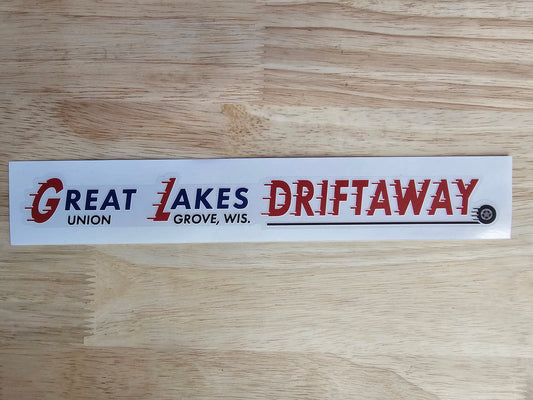 GREAT LAKES DRIFTAWAY
UNION GROVE, WIS.